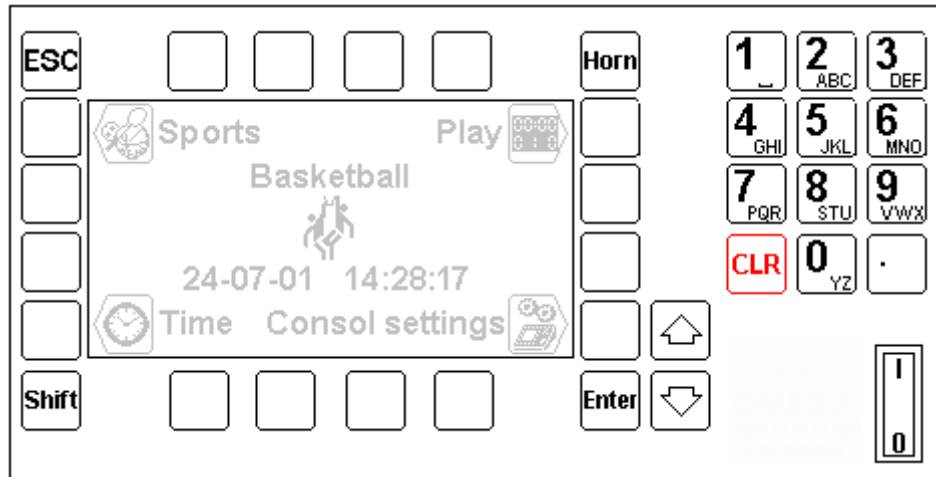 ESC
Horn
Sports
Play
Basketball
24-07-01 14:28:17
Time
Consol settings
Shift
Enter
1 ⎵
2 ABC
3 DEF
4 GHI
5 JKL
6 MNO
7 PQR
8 STU
9 VWX
CLR
0 YZ
.
I
0